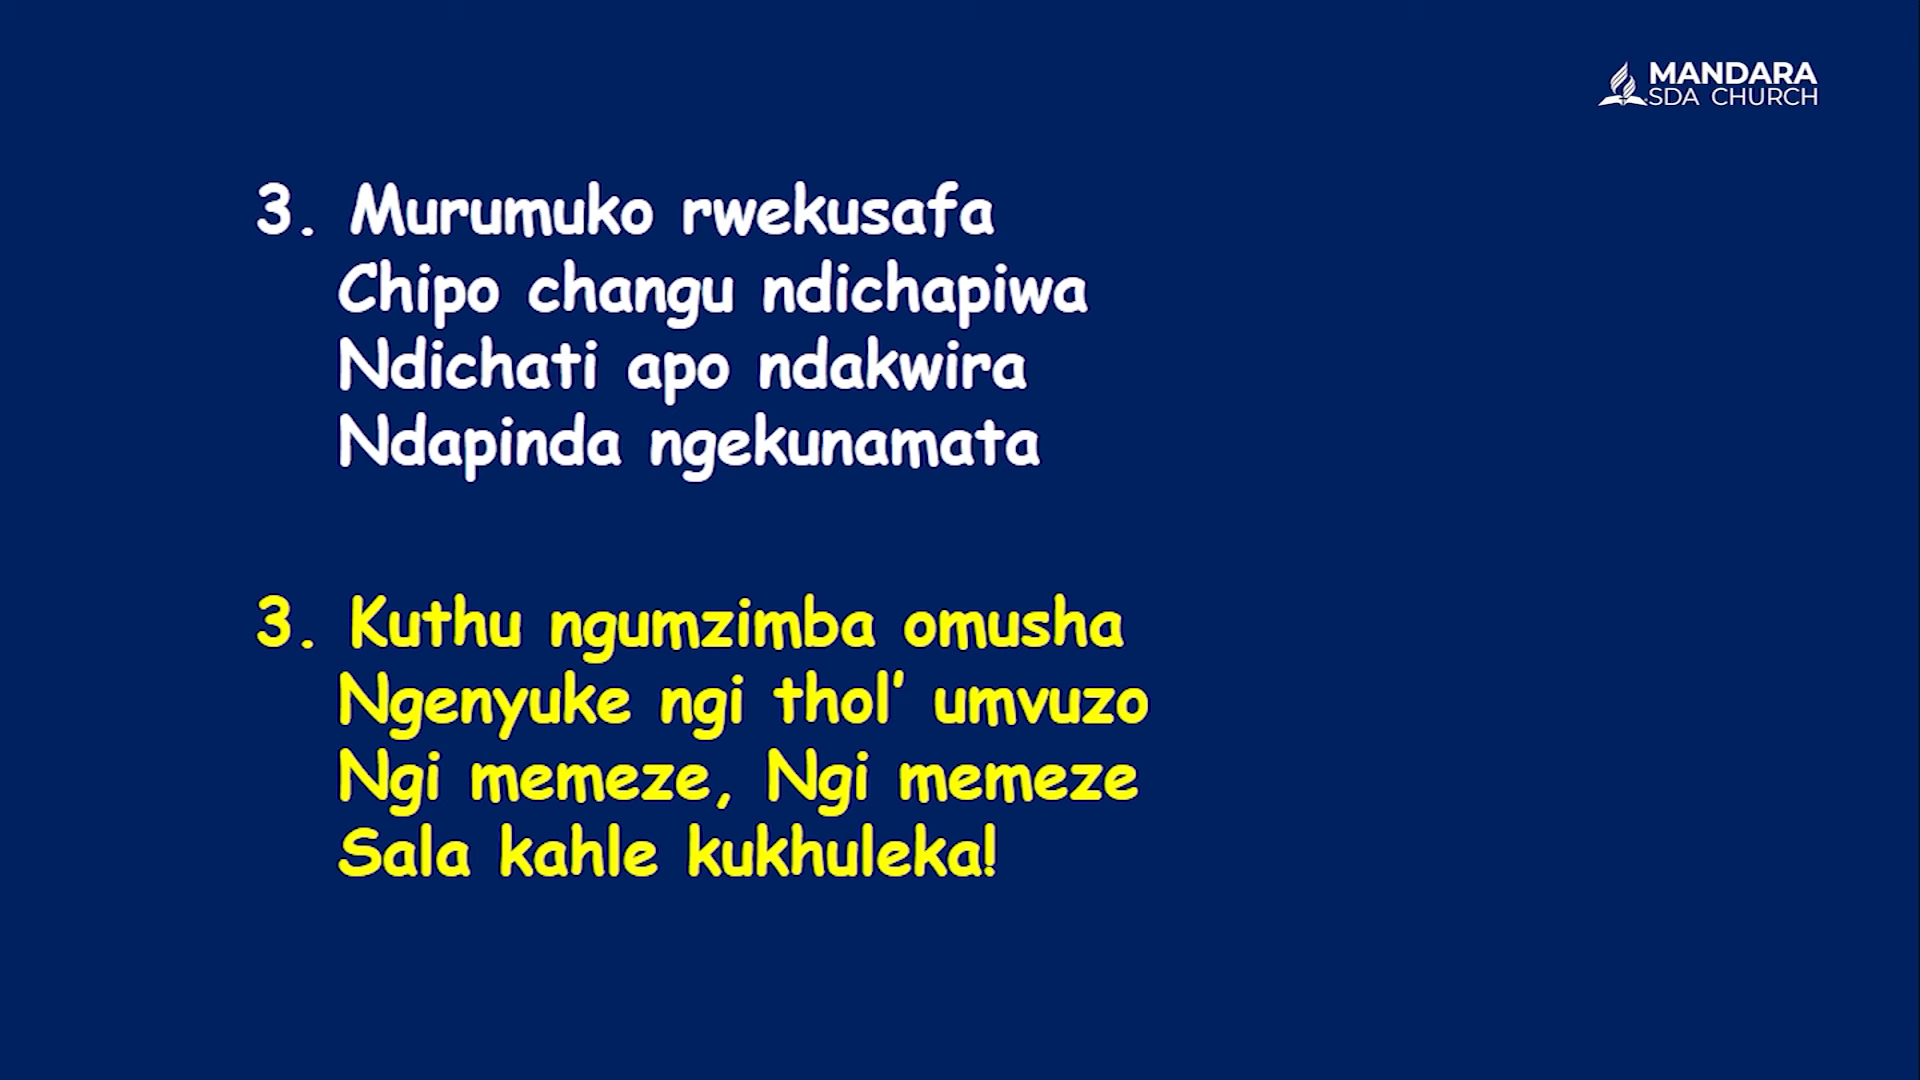 MANDARA
SDA CHURCH
3. Murumuko rwekusafa
Chipo changu ndichapiwa
Ndichati apo ndakwira
Ndapinda ngekunamata
3. Kuthu ngumzimba omusha
Ngenyuke ngi thol’ umvuzo
Ngi memeze, Ngi memeze
Sala kahle kukhuleka!